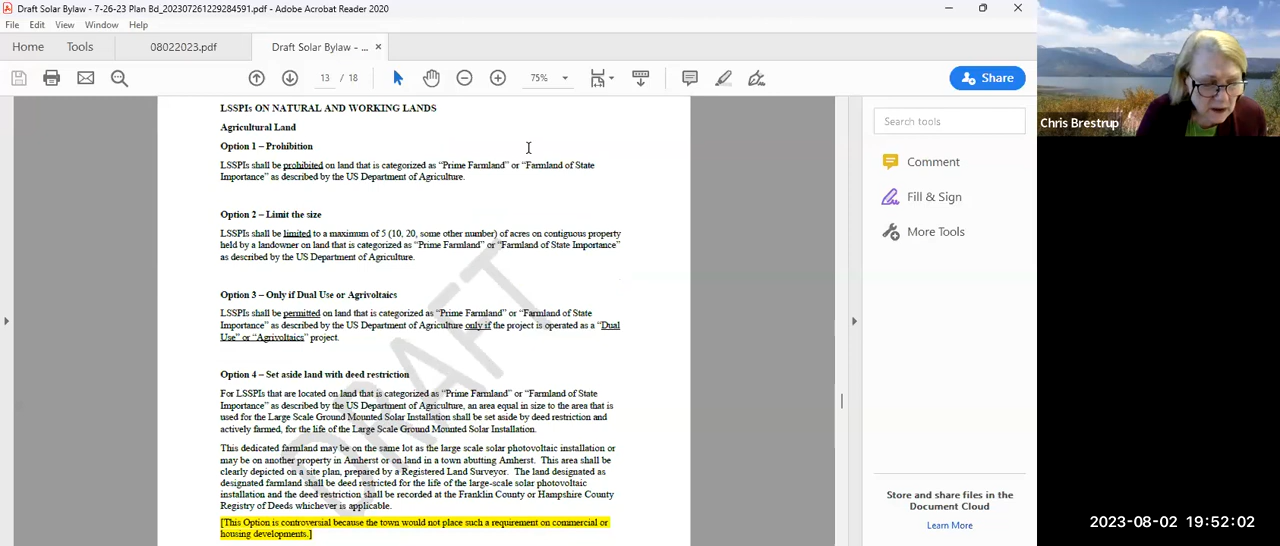 Draft Solar Bylaw - 7-26-23 Plan Bd_202307261229284591.pdf - Adobe Acrobat Reader 2020
File Edit View Window Help
Home Tools 08022023.pdf Draft Solar Bylaw - ... ×
13 / 18 75% Share
LSSPIs ON NATURAL AND WORKING LANDS
Agricultural Land
Option 1 – Prohibition
LSSPIs shall be prohibited on land that is categorized as “Prime Farmland” or “Farmland of State
Importance” as described by the US Department of Agriculture.
Option 2 – Limit the size
LSSPIs shall be limited to a maximum of 5 (10, 20, some other number) of acres on contiguous property
held by a landowner on land that is categorized as “Prime Farmland” or “Farmland of State Importance”
as described by the US Department of Agriculture.
Option 3 – Only if Dual Use or Agrivoltaics
LSSPIs shall be permitted on land that is categorized as “Prime Farmland” or “Farmland of State
Importance” as described by the US Department of Agriculture only if the project is operated as a “Dual
Use” or “Agrivoltaics” project.
Option 4 – Set aside land with deed restriction
For LSSPIs that are located on land that is categorized as “Prime Farmland” or “Farmland of State
Importance” as described by the US Department of Agriculture, an area equal in size to the area that is
used for the Large Scale Ground Mounted Solar Installation shall be set aside by deed restriction and
actively farmed, for the life of the Large Scale Ground Mounted Solar Installation.
This dedicated farmland may be on the same lot as the large scale solar photovoltaic installation or
may be on another property in Amherst or on land in a town abutting Amherst. This area shall be
clearly depicted on a site plan, prepared by a Registered Land Surveyor. The land designated as
designated farmland shall be deed restricted for the life of the large-scale solar photovoltaic
installation and the deed restriction shall be recorded at the Franklin County or Hampshire County
Registry of Deeds whichever is applicable.
[This Option is controversial because the town would not place such a requirement on commercial or
housing developments.]
DRAFT
Search tools
Comment
Fill & Sign
More Tools
Store and share files in the
Document Cloud
Learn More
Chris Brestrup
2023-08-02 19:52:02